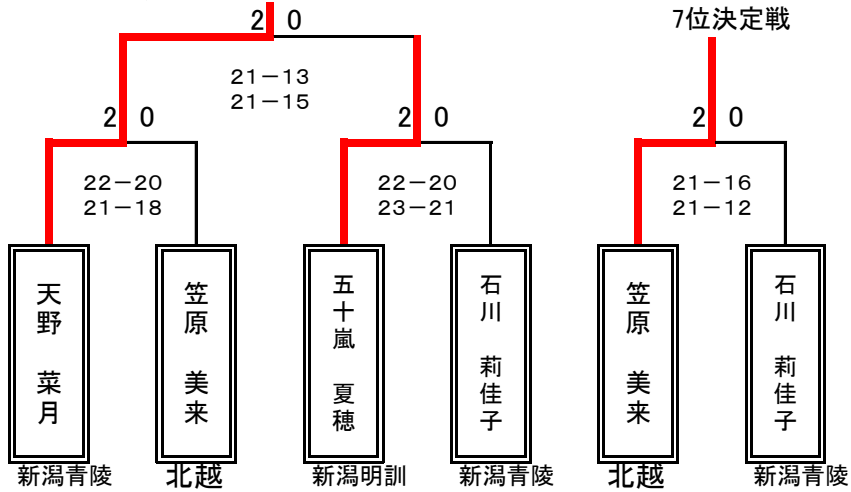 2 0
7位決定戦
21−13
21−15
2 0
2 0
2 0
22−20
21−18
22−20
23−21
21−16
21−12
天野 菜月
笠原 美来
五十嵐 夏穂
石川 莉佳子
笠原 美来
石川 莉佳子
新潟青陵
北越
新潟明訓
新潟青陵
北越
新潟青陵